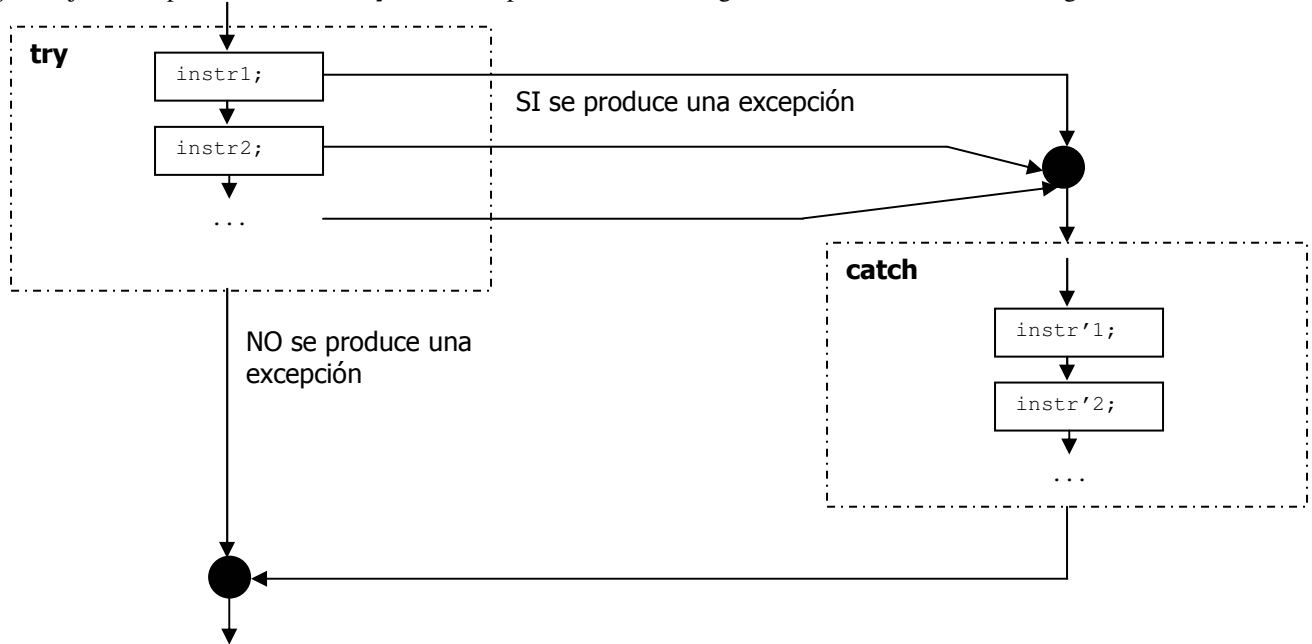 try
instr1;
SI se produce una excepción
instr2;
...
catch
instr’1;
NO se produce una
excepción
instr’2;
...